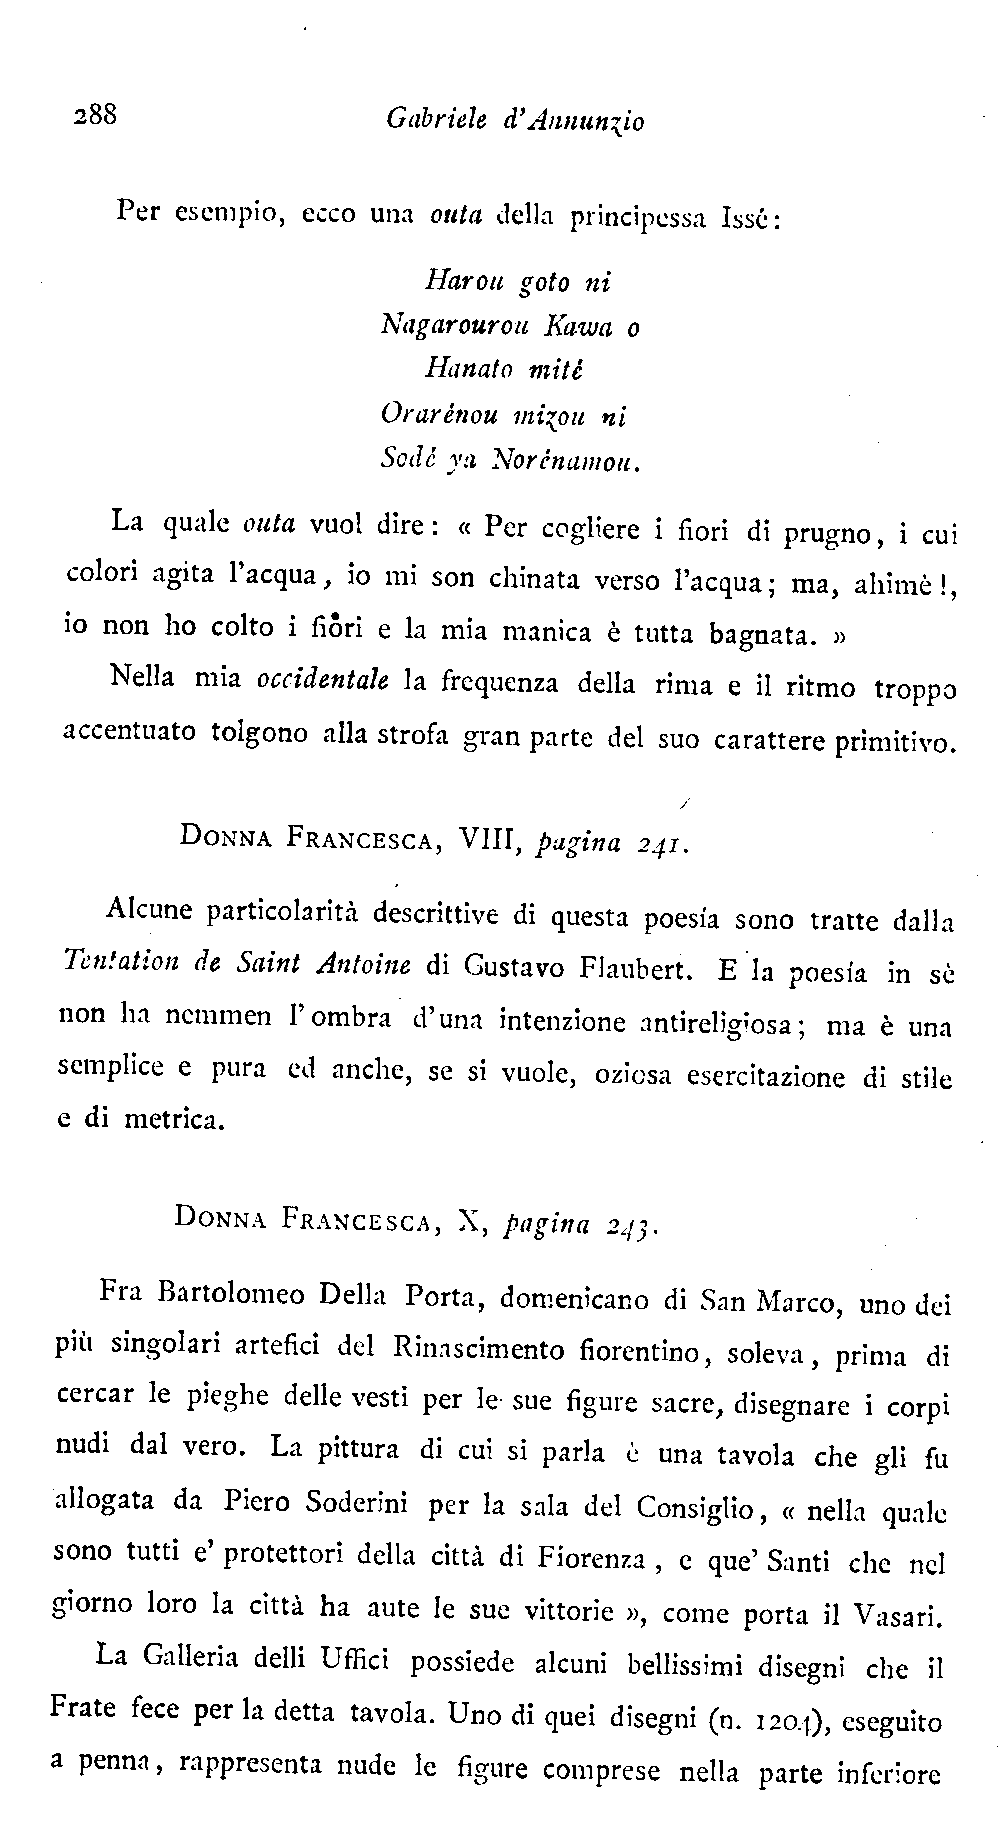 288
Gabriele d'Annunzio
Per esempio, ecco una outa della principessa Issé:
Harou goto ni
Nagarourou Kawa o
Hanato mité
Orarénou mizou ni
Sodé ya Norénamou.
La quale outa vuol dire: « Per cogliere i fiori di prugno, i cui
colori agita l'acqua, io mi son chinata verso l'acqua; ma, ahimè!,
io non ho colto i fiori e la mia manica è tutta bagnata. »
Nella mia occidentale la frequenza della rima e il ritmo troppo
accentuato tolgono alla strofa gran parte del suo carattere primitivo.
DONNA FRANCESCA, VIII, pagina 241.
Alcune particolarità descrittive di questa poesía sono tratte dalla
Tentation de Saint Antoine di Gustavo Flaubert. E la poesía in sè
non ha nemmen l'ombra d'una intenzione antireligiosa; ma è una
semplice e pura ed anche, se si vuole, oziosa esercitazione di stile
e di metrica.
DONNA FRANCESCA, X, pagina 243.
Fra Bartolomeo Della Porta, domenicano di San Marco, uno dei
più singolari artefici del Rinascimento fiorentino, soleva, prima di
cercar le pieghe delle vesti per le sue figure sacre, disegnare i corpi
nudi dal vero. La pittura di cui si parla è una tavola che gli fu
allogata da Piero Soderini per la sala del Consiglio, « nella quale
sono tutti e' protettori della città di Fiorenza, e que' Santi che nel
giorno loro la città ha aute le sue vittorie », come porta il Vasari.
La Galleria delli Uffici possiede alcuni bellissimi disegni che il
Frate fece per la detta tavola. Uno di quei disegni (n. 1204), eseguito
a penna, rappresenta nude le figure comprese nella parte inferiore